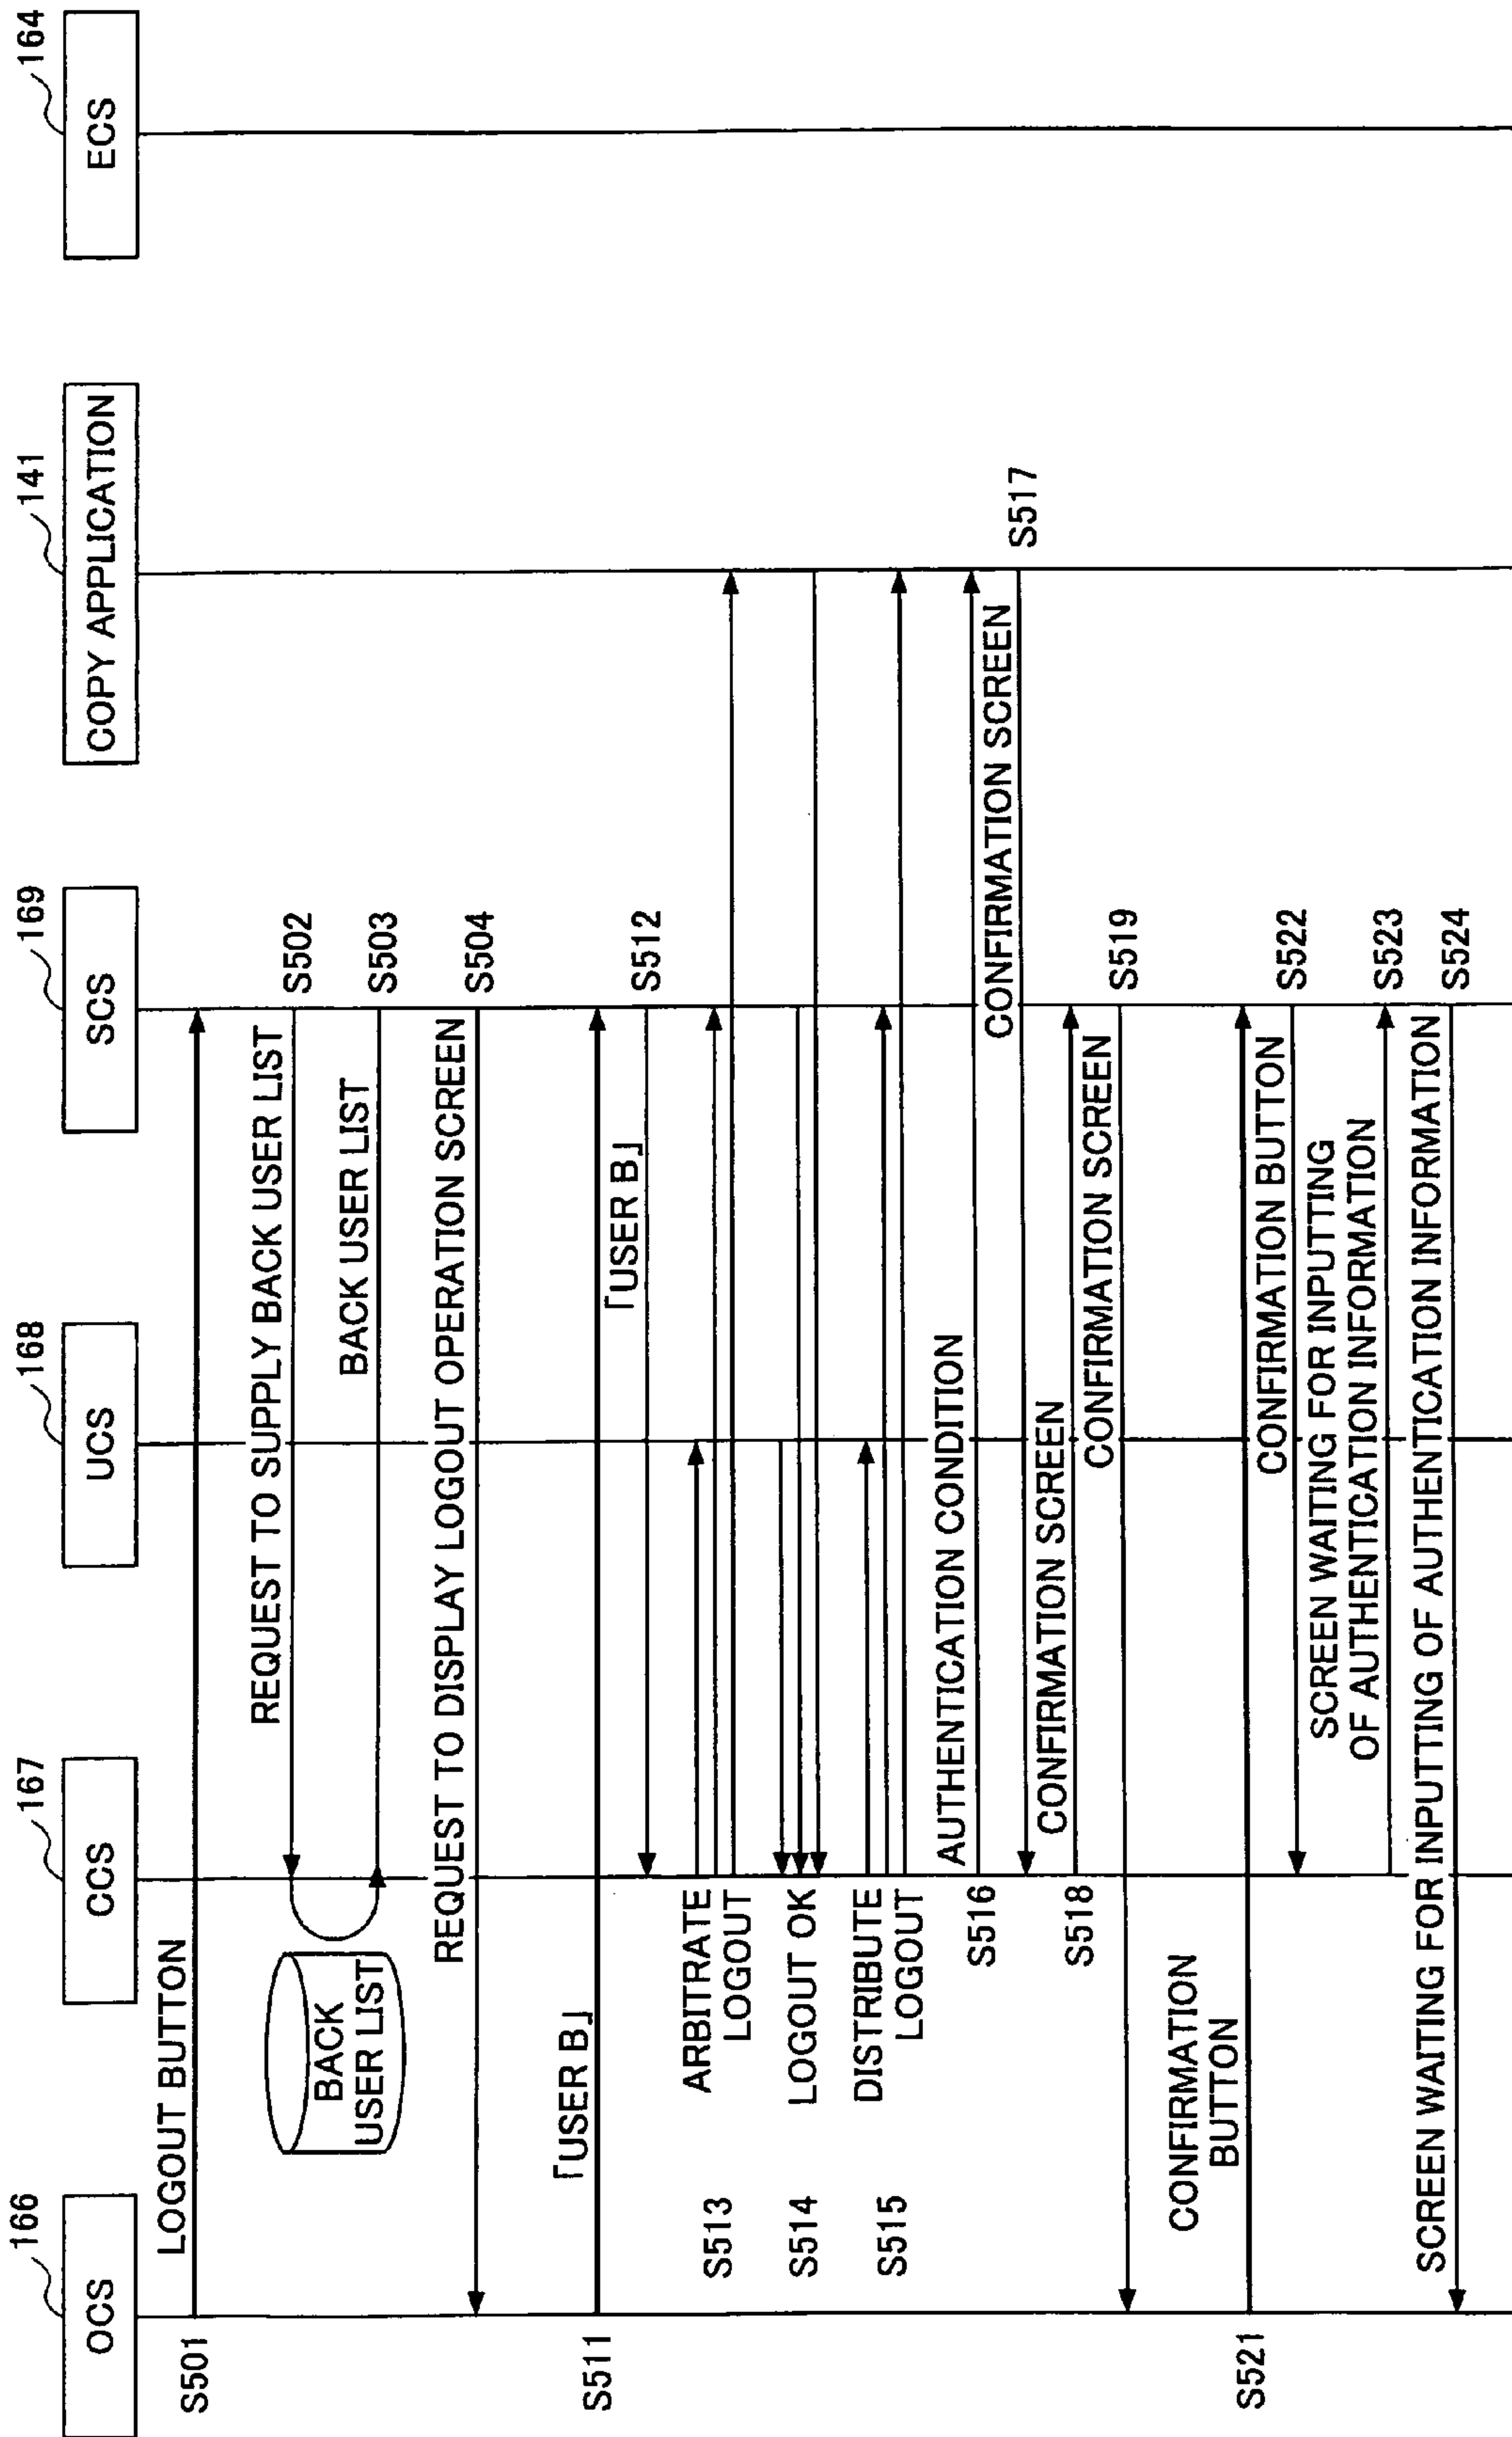 166
OCS
167
CCS
168
UCS
169
SCS
141
COPY APPLICATION
164
ECS
S501
LOGOUT BUTTON
REQUEST TO SUPPLY BACK USER LIST
S502
BACK
USER LIST
BACK USER LIST
S503
REQUEST TO DISPLAY LOGOUT OPERATION SCREEN
S504
S511
「USER B」
「USER B」
S512
S513
ARBITRATE
LOGOUT
S514
LOGOUT OK
S515
DISTRIBUTE
LOGOUT
S516
AUTHENTICATION CONDITION
CONFIRMATION SCREEN
S517
S518
CONFIRMATION SCREEN
CONFIRMATION SCREEN
S519
S521
CONFIRMATION
BUTTON
CONFIRMATION BUTTON
S522
SCREEN WAITING FOR INPUTTING
OF AUTHENTICATION INFORMATION
S523
SCREEN WAITING FOR INPUTTING OF AUTHENTICATION INFORMATION
S524